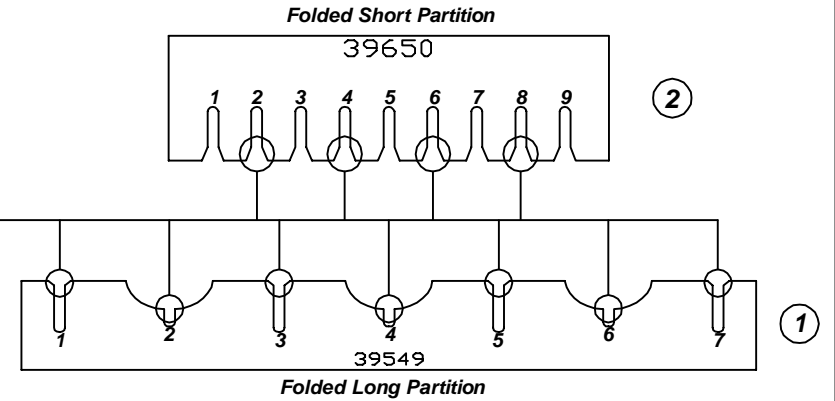 Folded Short Partition
39650
1 2 3 4 5 6 7 8 9
2
1 2 3 4 5 6 7
1
39549
Folded Long Partition